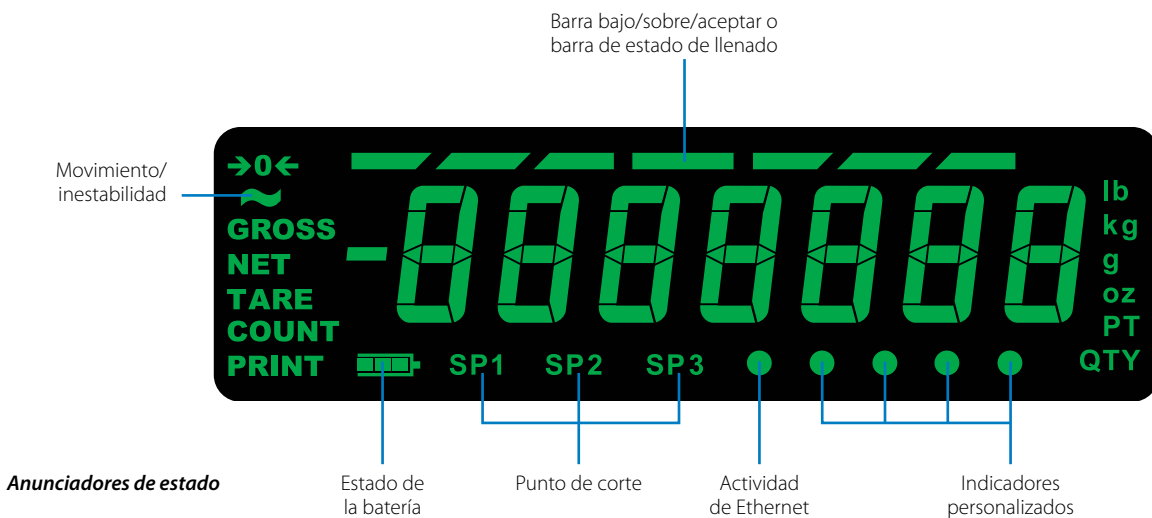 Barra bajo/sobre/aceptar o
barra de estado de llenado
Movimiento/
inestabilidad
→0←
~
GROSS
NET
TARE
COUNT
PRINT
-8888888
lb
kg
g
oz
PT
QTY
SP1 SP2 SP3
Anunciadores de estado
Estado de
la batería
Punto de corte
Actividad
de Ethernet
Indicadores
personalizados